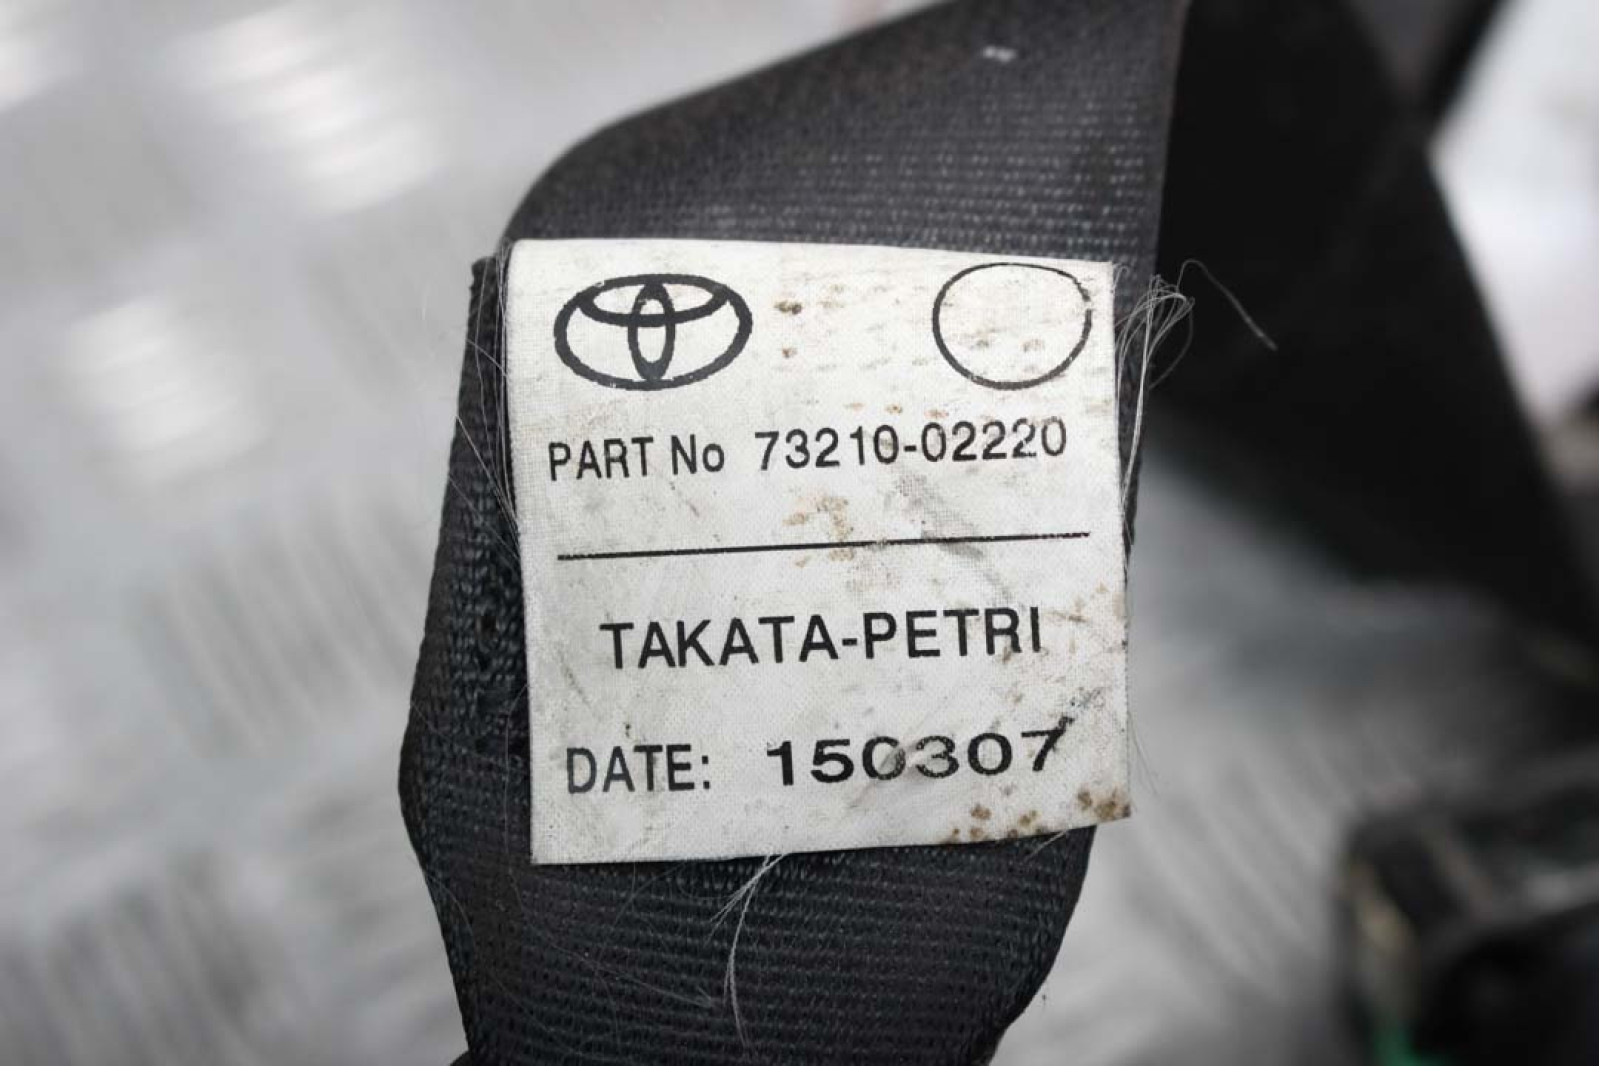 PART No 73210-02220
TAKATA-PETRI
DATE: 150307